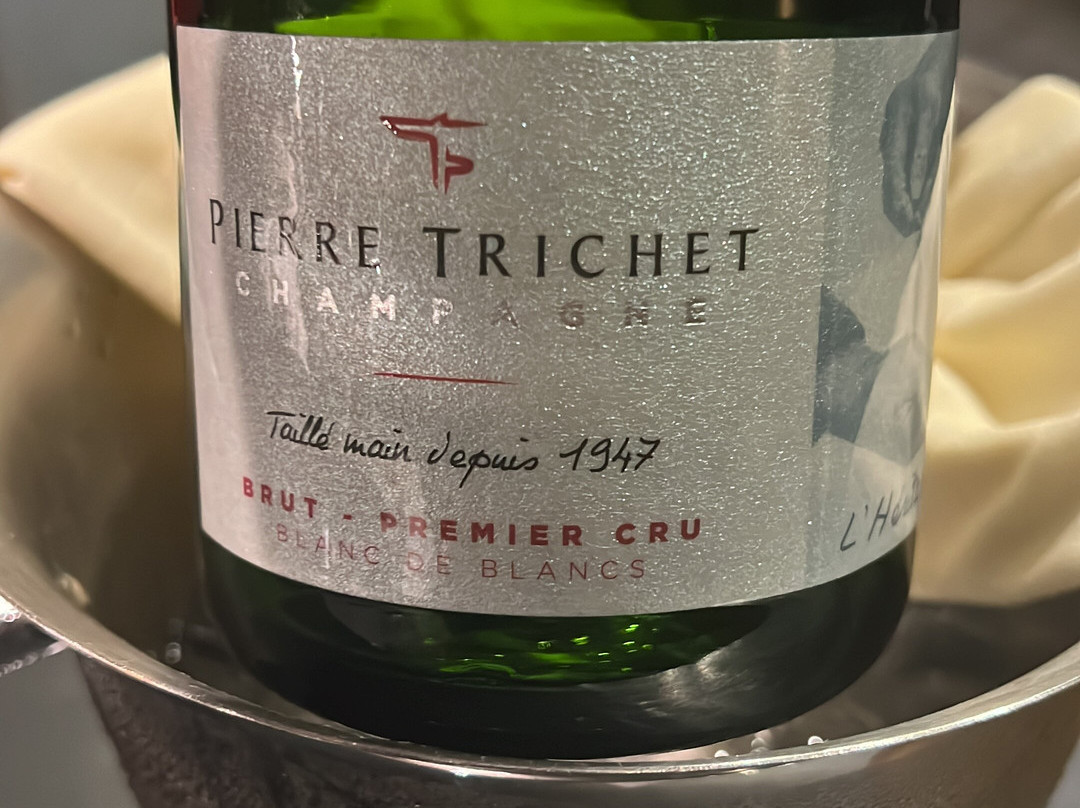 PIERRE TRICHET
CHAMPAGNE
Taillé main depuis 1947
BRUT - PREMIER CRU
BLANC DE BLANCS